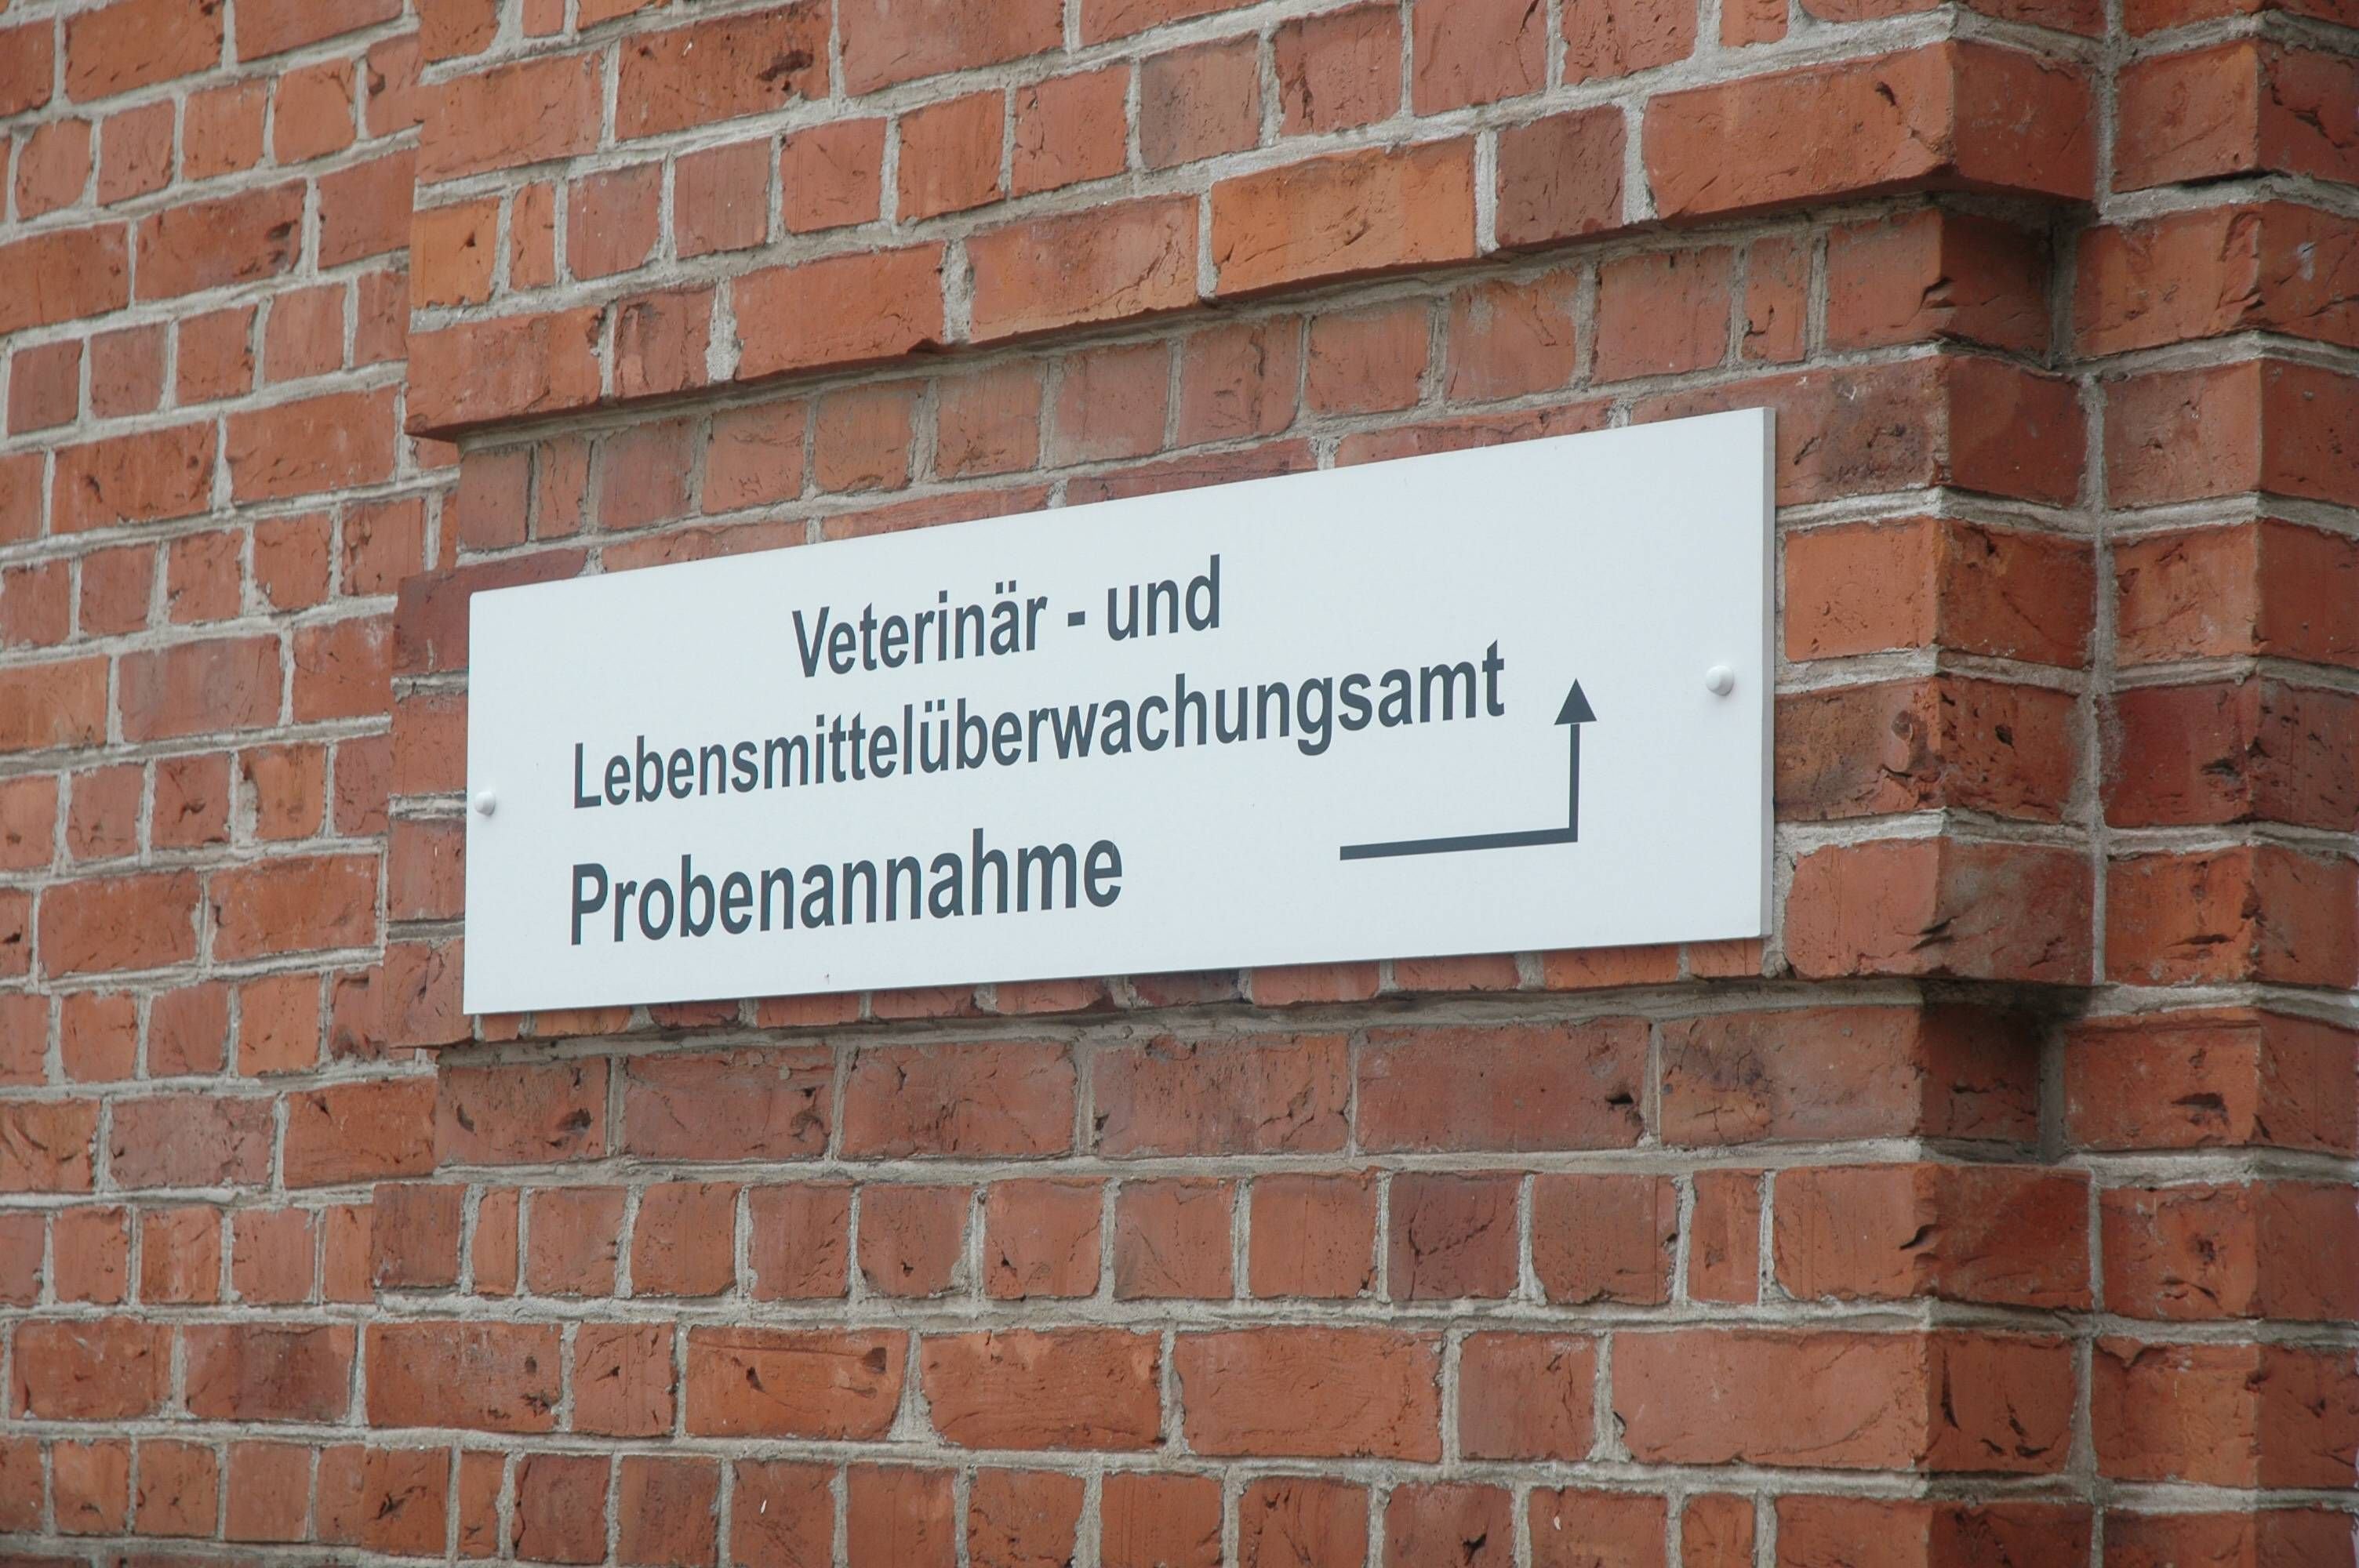 Veterinär - und
Lebensmittelüberwachungsamt
Probenannahme